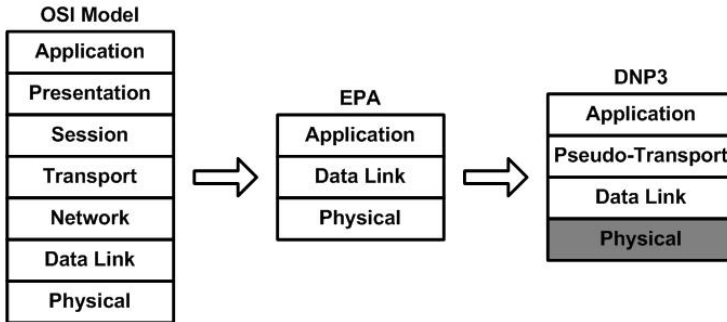 OSI Model
Application
Presentation
Session
Transport
Network
Data Link
Physical
EPA
Application
Data Link
Physical
DNP3
Application
Pseudo-Transport
Data Link
Physical